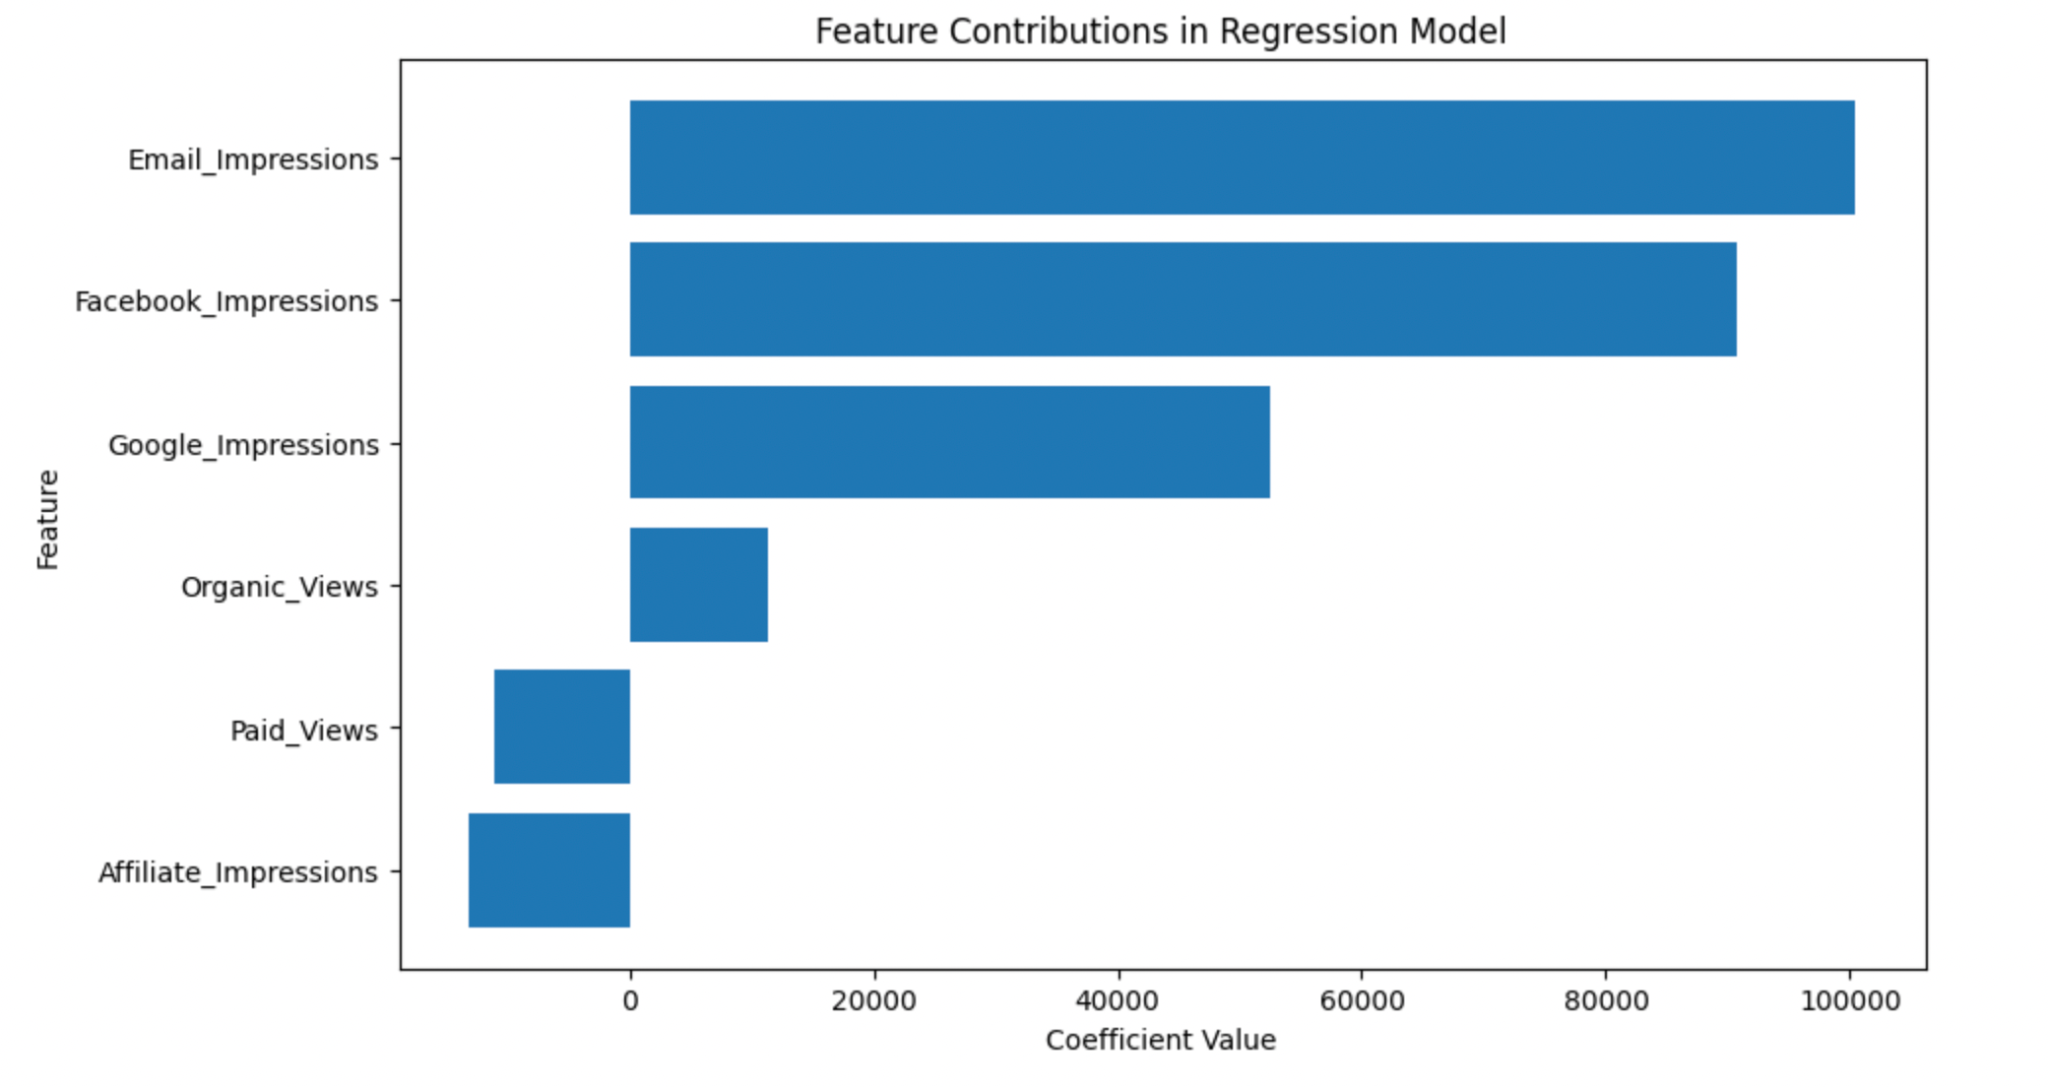 Feature Contributions in Regression Model
Email_Impressions
Facebook_Impressions
Google_Impressions
Organic_Views
Paid_Views
Affiliate_Impressions
Feature
0 20000 40000 60000 80000 100000
Coefficient Value